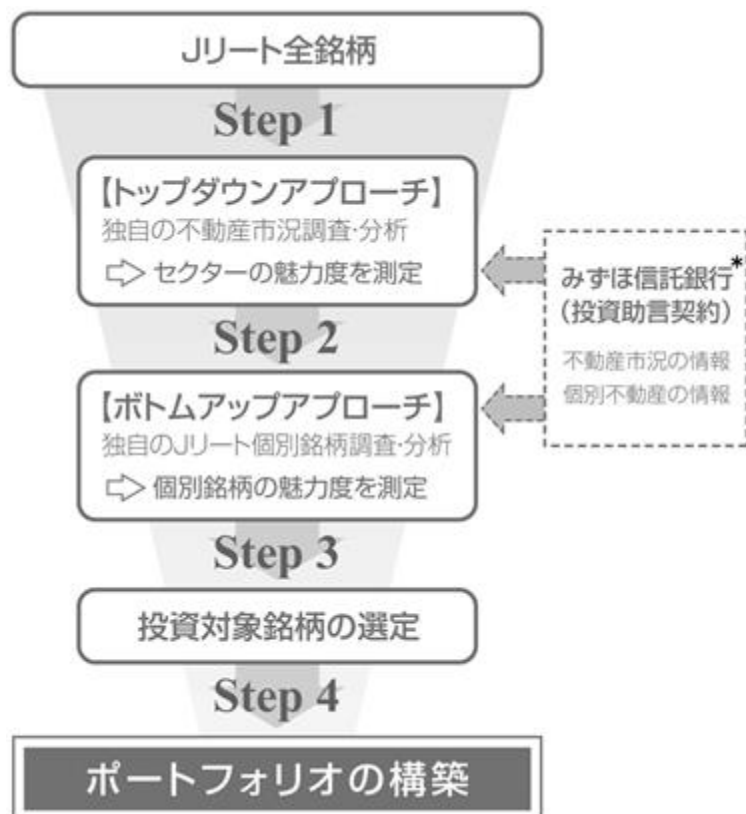 Jリート全銘柄
Step 1
【トップダウンアプローチ】
独自の不動産市況調査・分析
⇨ セクターの魅力度を測定
みずほ信託銀行*
(投資助言契約)
不動産市況の情報
個別不動産の情報
Step 2
【ボトムアップアプローチ】
独自のJリート個別銘柄調査・分析
⇨ 個別銘柄の魅力度を測定
Step 3
投資対象銘柄の選定
Step 4
ポートフォリオの構築